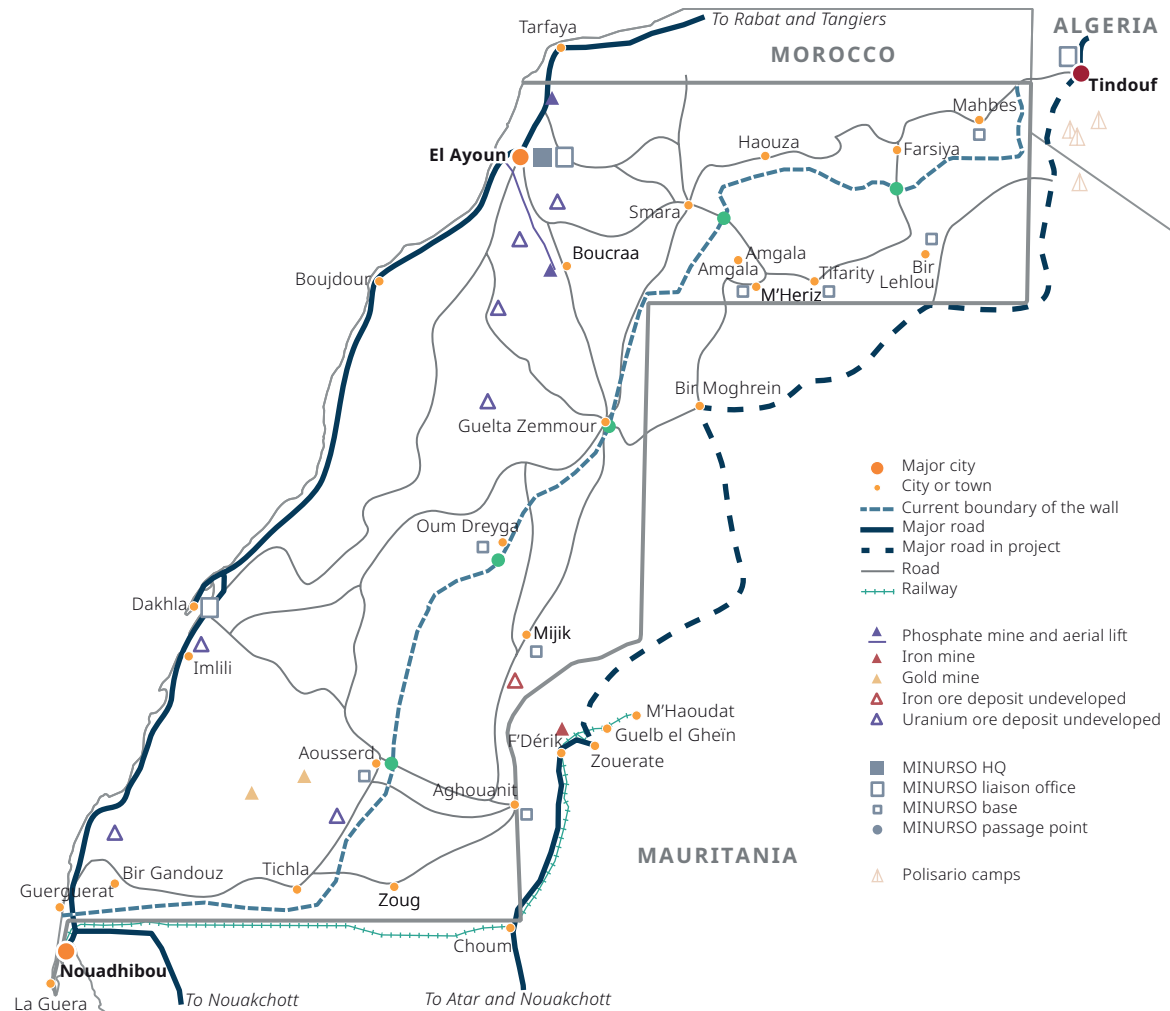 To Rabat and Tangiers
Tarfaya
ALGERIA
MOROCCO
Tindouf
Mahbes
El Ayoun
Haouza
Farsiya
Smara
Boucraa
Amgala
Amgala
Tifarity
Bir
Lehlou
M'Heriz
Boujdour
Bir Moghrein
Guelta Zemmour
Major city
City or town
Current boundary of the wall
Major road
Major road in project
Road
Railway
Oum Dreyga
Dakhla
Mijik
Imlili
Phosphate mine and aerial lift
Iron mine
Gold mine
Iron ore deposit undeveloped
Uranium ore deposit undeveloped
M'Haoudat
Guelb el Gheïn
F'Dérik
Zouerate
Aousserd
Aghouanit
MINURSO HQ
MINURSO liaison office
MINURSO base
MINURSO passage point
MAURITANIA
Polisario camps
Bir Gandouz
Tichla
Zoug
Guerguerat
Choum
Nouadhibou
La Guera
To Nouakchott
To Atar and Nouakchott